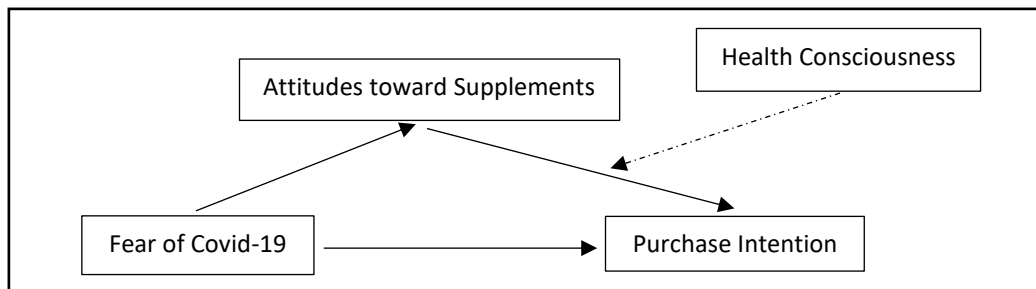 Health Consciousness
Attitudes toward Supplements
Fear of Covid-19
Purchase Intention